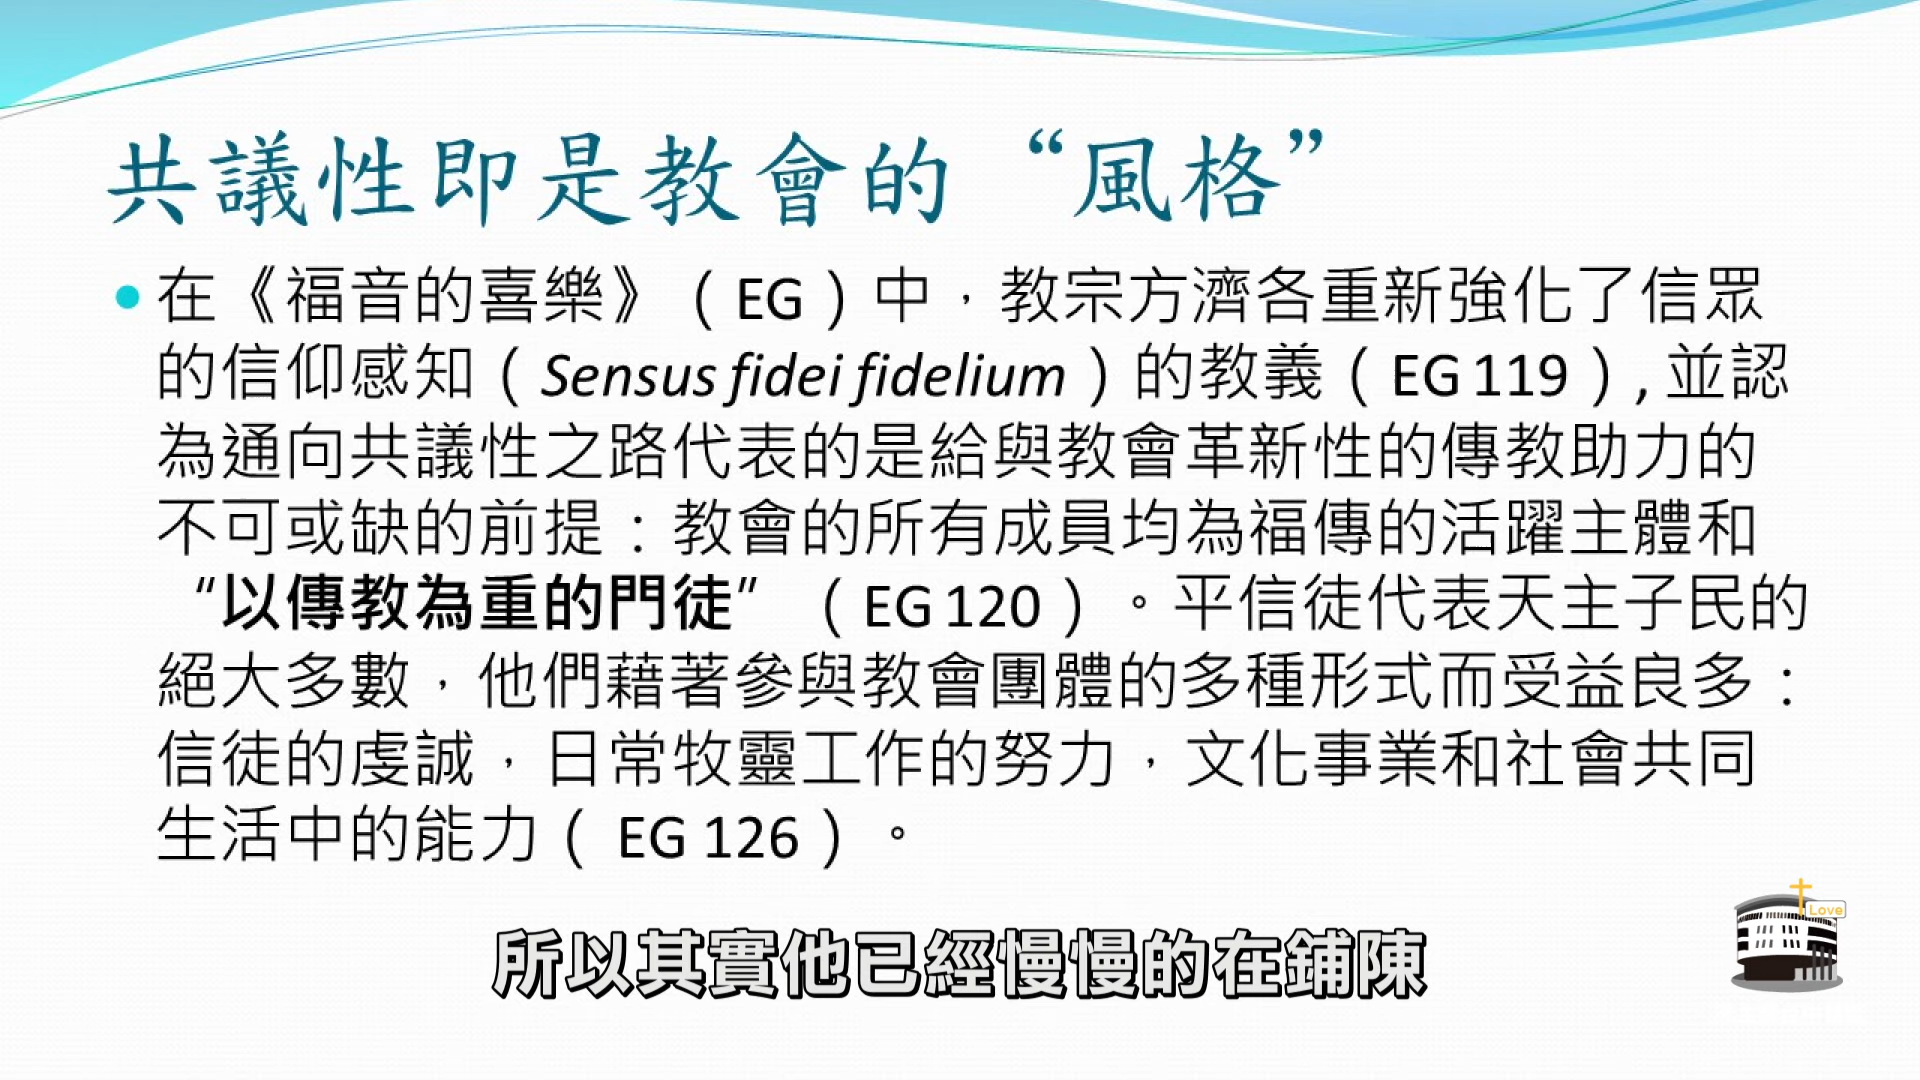 共議性即是教會的“風格”
• 在《福音的喜樂》（EG）中，教宗方濟各重新強化了信眾
的信仰感知（Sensus fidei fidelium）的教義（EG 119）, 並認
為通向共議性之路代表的是給與教會革新性的傳教助力的
不可或缺的前提：教會的所有成員均為福傳的活躍主體和
“以傳教為重的門徒”（EG 120）。平信徒代表天主子民的
絕大多數，他們藉著參與教會團體的多種形式而受益良多：
信徒的虔誠，日常牧靈工作的努力，文化事業和社會共同
生活中的能力（ EG 126）。
Love
所以其實他已經慢慢的在鋪陳